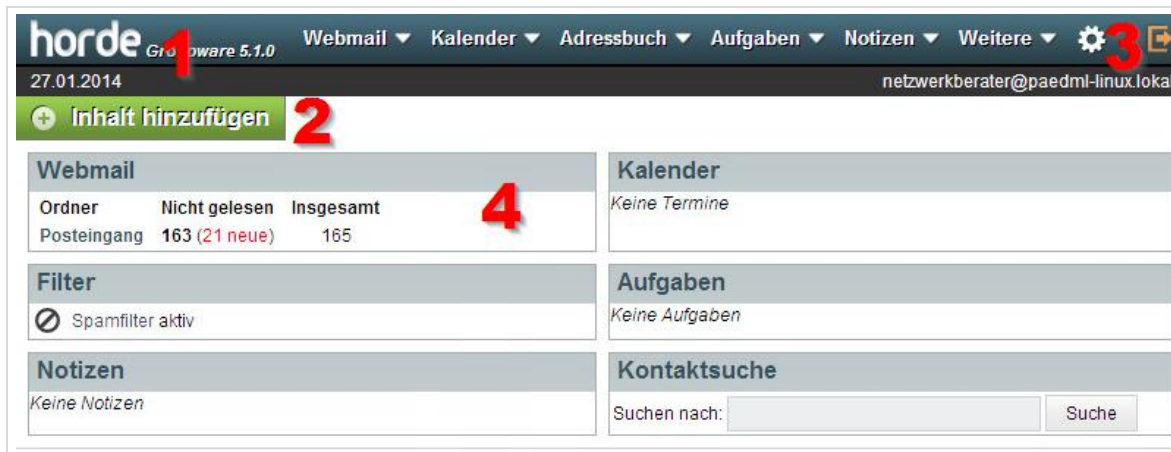 horde Groupware 5.1.0 Webmail Kalender Adressbuch Aufgaben Notizen Weitere
1
3
27.01.2014 netzwerkberater@paedml-linux.lokal
Inhalt hinzufügen
2
Webmail
Kalender
4
Ordner Nicht gelesen Insgesamt
Keine Termine
Posteingang 163 (21 neue) 165
Filter
Aufgaben
Spamfilter aktiv
Keine Aufgaben
Notizen
Kontaktsuche
Keine Notizen
Suchen nach: Suche